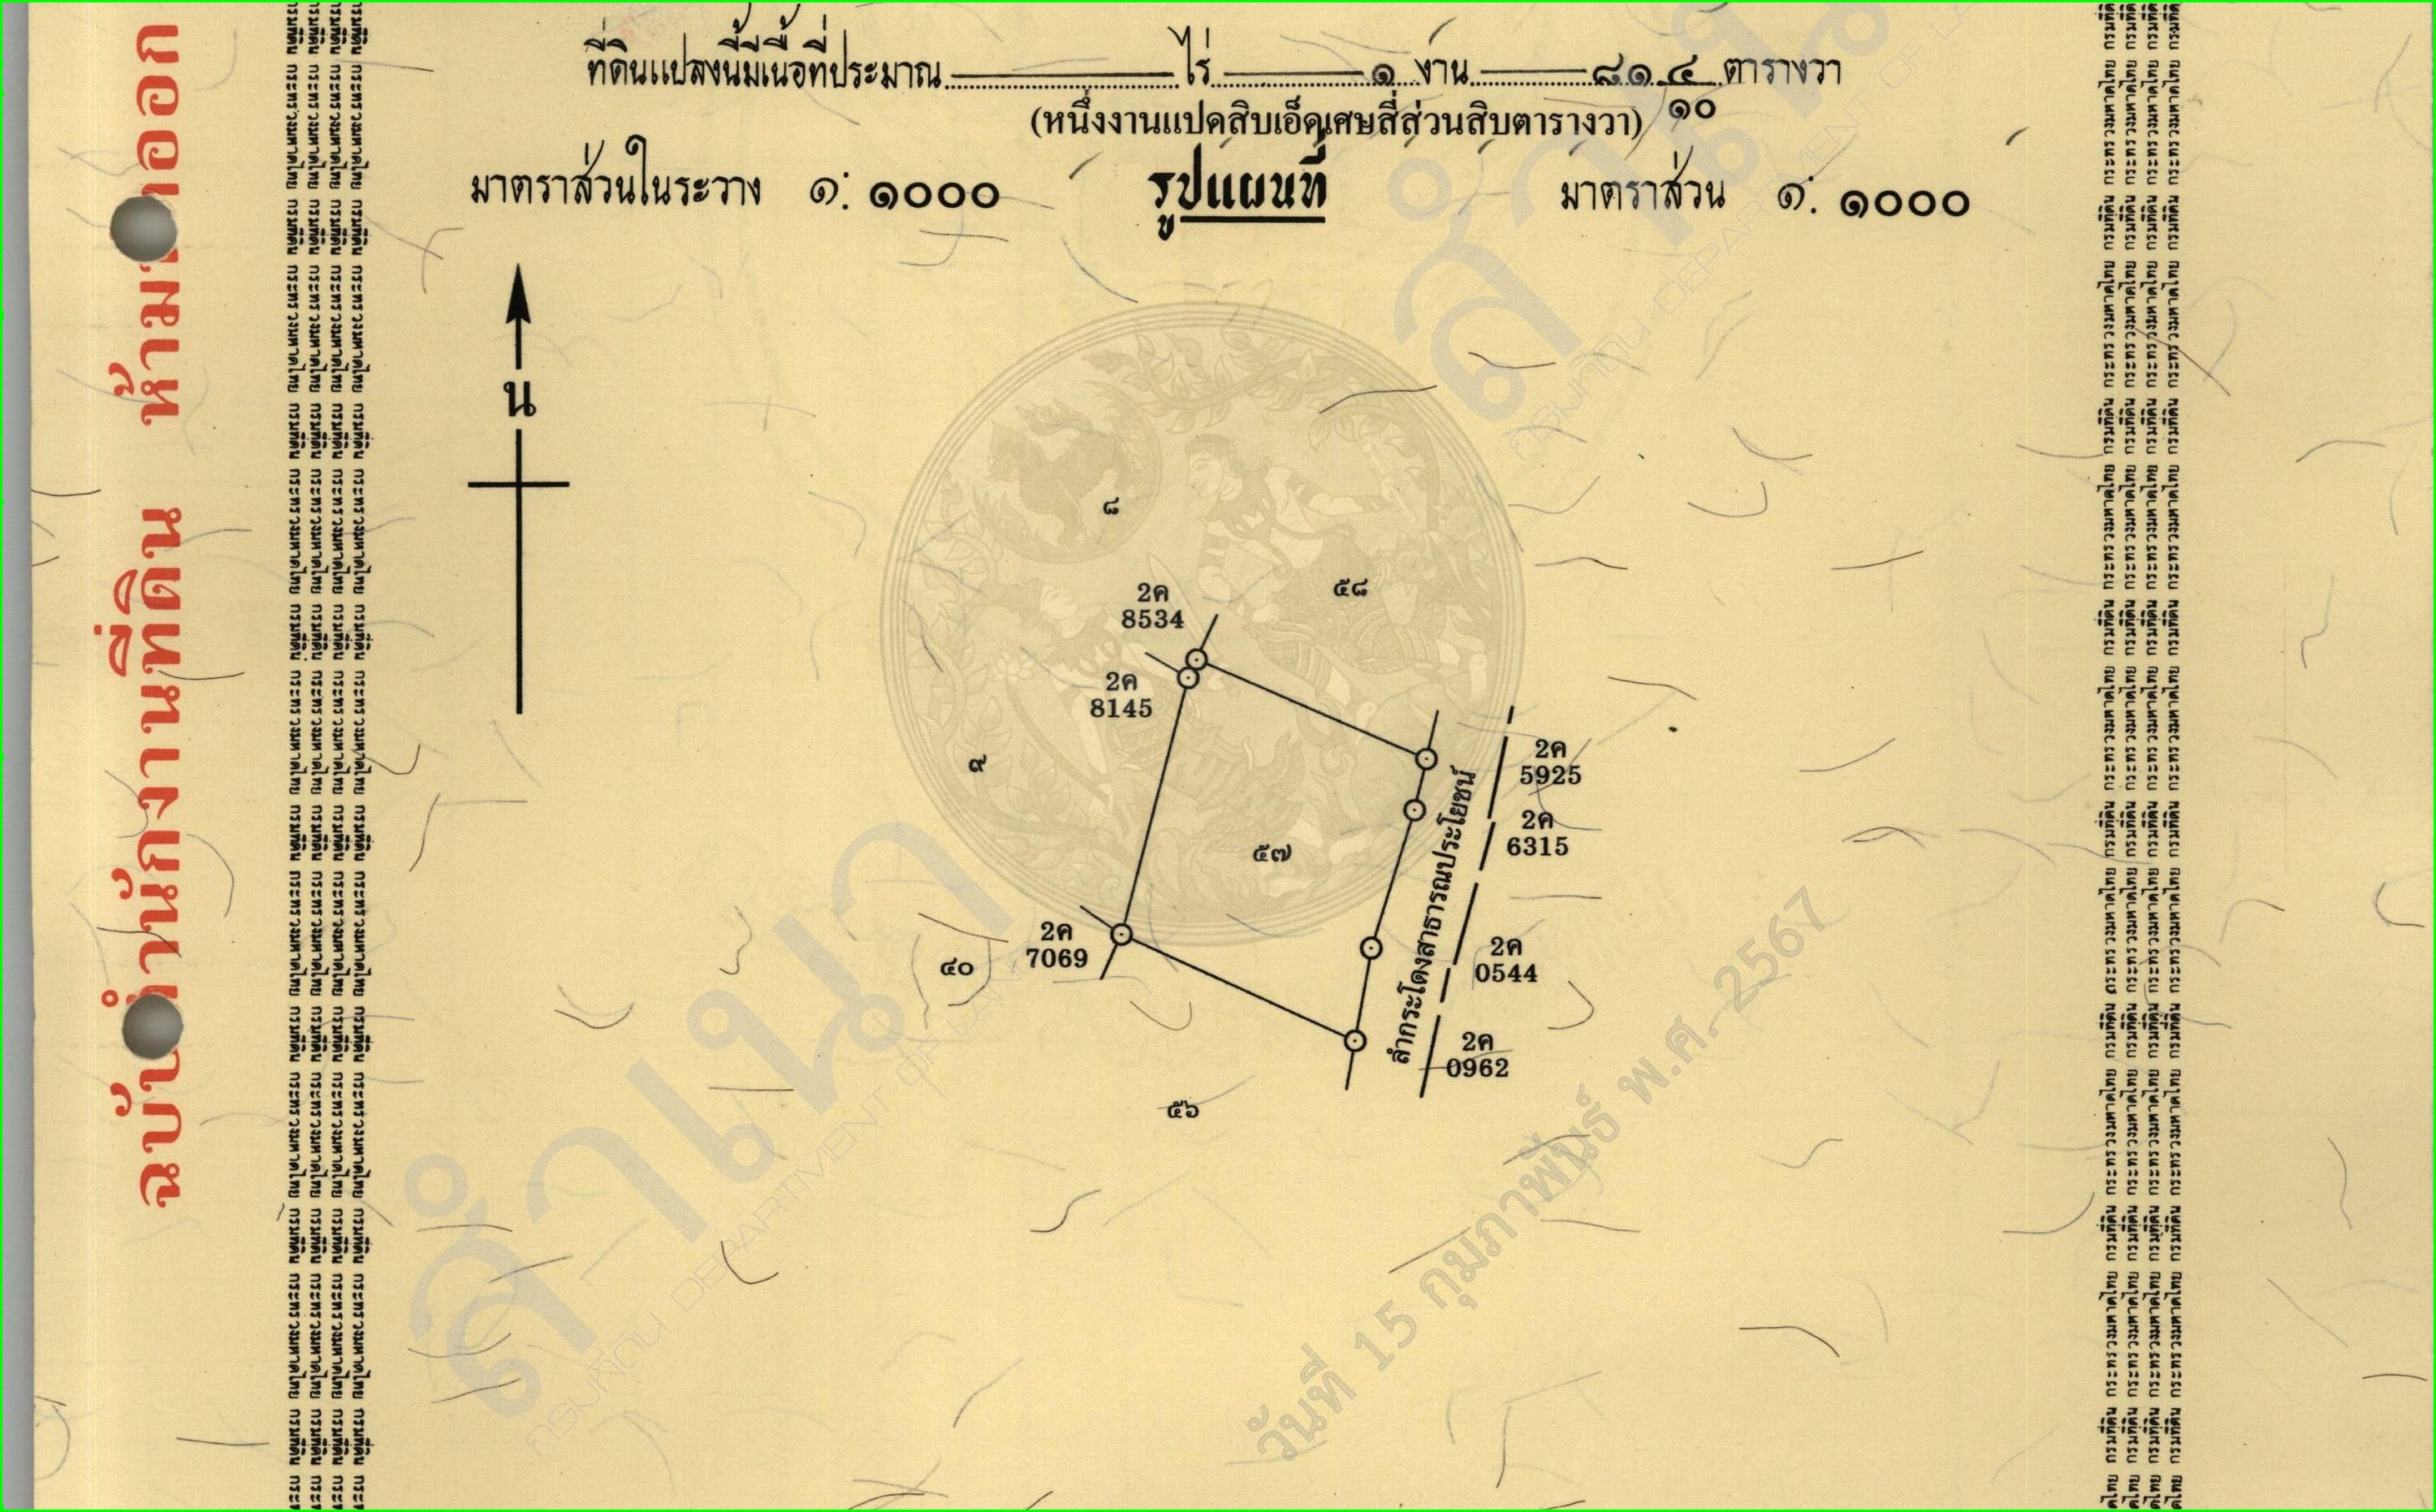 ที่ดินแปลงนี้มีเนื้อที่ประมาณ ไร่ ๑ งาน ๘๑ ๔/๑๐ ตารางวา
(หนึ่งงานแปดสิบเอ็ดเศษสี่ส่วนสิบตารางวา)
มาตราส่วนในระวาง ๑: ๑๐๐๐
รูปแผนที่
มาตราส่วน ๑: ๑๐๐๐
น
๘
๕๘
2ค
8534
2ค
8145
๙
2ค
5925
2ค
6315
๕๗
ลำกระโดงสาธารณประโยชน์
2ค
7069
๔๐
2ค
0544
2ค
0962
๕๖
ฉบับสำนักงานที่ดิน
สำเนา
กรมที่ดิน DEPARTMENT OF
วันที่ 15 กุมภาพันธ์ พ.ศ. 2567
กรมที่ดิน กระทรวงมหาดไทย